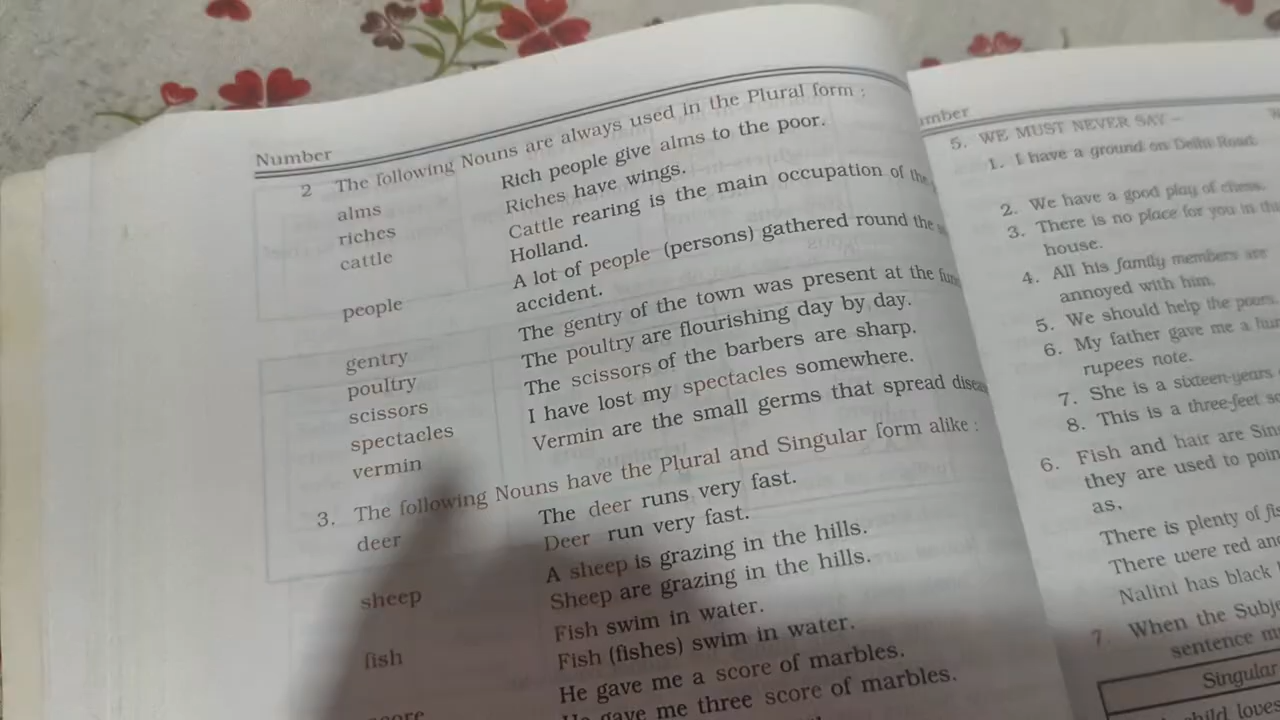 Number
2 The following Nouns are always used in the Plural form :
alms Rich people give alms to the poor.
riches Riches have wings.
cattle Cattle rearing is the main occupation of the
Holland.
people A lot of people (persons) gathered round the
accident.
gentry The gentry of the town was present at the
poultry The poultry are flourishing day by day.
scissors The scissors of the barbers are sharp.
spectacles I have lost my spectacles somewhere.
vermin Vermin are the small germs that spread
3. The following Nouns have the Plural and Singular form alike :
deer The deer runs very fast.
Deer run very fast.
sheep A sheep is grazing in the hills.
Sheep are grazing in the hills.
fish Fish swim in water.
Fish (fishes) swim in water.
He gave me a score of marbles.
gave me three score of marbles.
5. WE MUST NEVER SAY –
1. I have a ground on Delhi Road.
2. We have a good play of chess.
3. There is no place for you in
house.
4. All his family members are
annoyed with him.
5. We should help the poors.
6. My father gave me a
rupees note.
7. She is a sixteen-years
8. This is a three-feet
6. Fish and hair are
they are used to
as,
There is plenty of
There were red
Nalini has black
7. When the
sentence
Singular
child